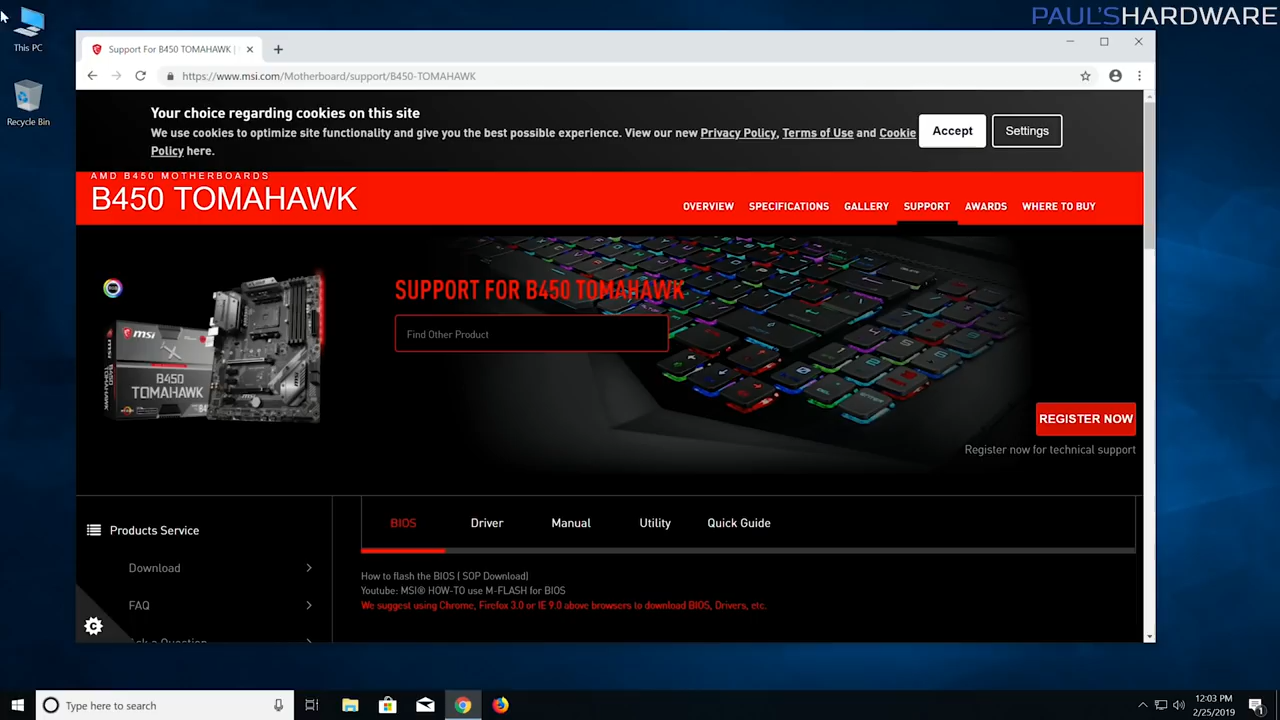 PAUL'SHARDWARE
This PC
Recycle Bin
Support For B450 TOMAHAWK |
https://www.msi.com/Motherboard/support/B450-TOMAHAWK
Your choice regarding cookies on this site
We use cookies to optimize site functionality and give you the best possible experience. View our new Privacy Policy, Terms of Use and Cookie
Policy here.
Accept
Settings
AMD B450 MOTHERBOARDS
B450 TOMAHAWK
OVERVIEW SPECIFICATIONS GALLERY SUPPORT AWARDS WHERE TO BUY
SUPPORT FOR B450 TOMAHAWK
Find Other Product
msi
B450
TOMAHAWK
REGISTER NOW
Register now for technical support
Products Service
Download
FAQ
Ask a Question
BIOS Driver Manual Utility Quick Guide
How to flash the BIOS ( SOP Download)
Youtube: MSI® HOW-TO use M-FLASH for BIOS
We suggest using Chrome, Firefox 3.0 or IE 9.0 above browsers to download BIOS, Drivers, etc.
Type here to search
12:03 PM
2/25/2019
1